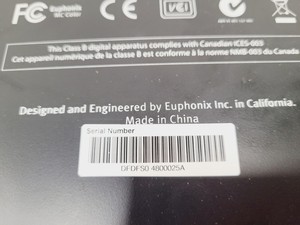 FC Euphonix
CE
VCI
This Class B digital apparatus complies with Canadian ICES-003
Cet appareil numérique de la classe B est conforme à la norme NMB-003 du Canada
Designed and Engineered by Euphonix Inc. in California.
Made in China
Serial Number